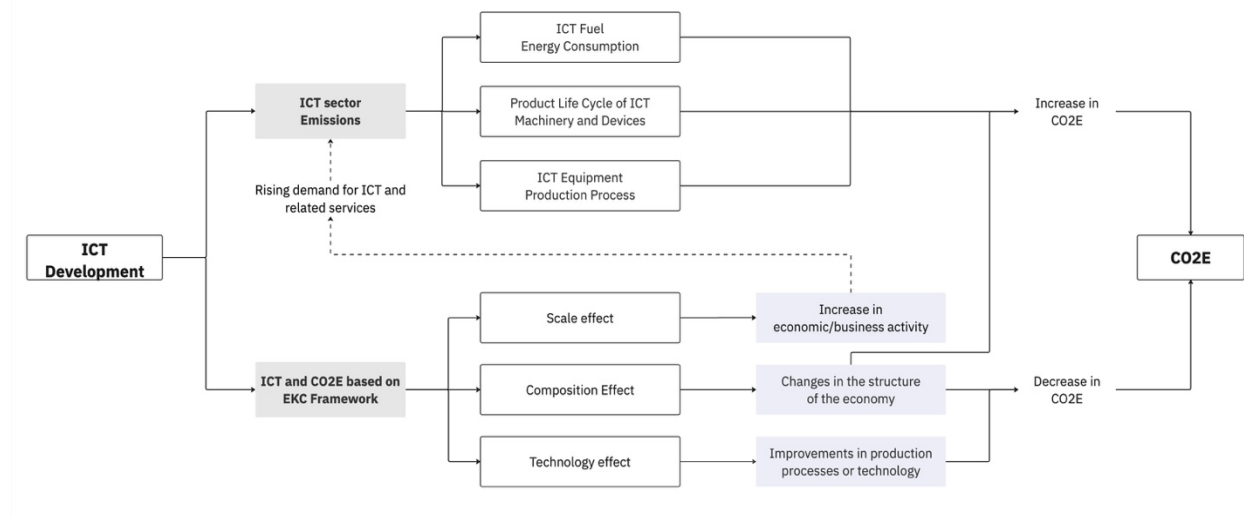 ICT Fuel
Energy Consumption
ICT sector
Emissions
Product Life Cycle of ICT
Machinery and Devices
Increase in
CO2E
ICT Equipment
Production Process
Rising demand for ICT and
related services
ICT
Development
CO2E
Scale effect
Increase in
economic/business activity
ICT and CO2E based on
EKC Framework
Composition Effect
Changes in the structure
of the economy
Decrease in
CO2E
Technology effect
Improvements in production
processes or technology